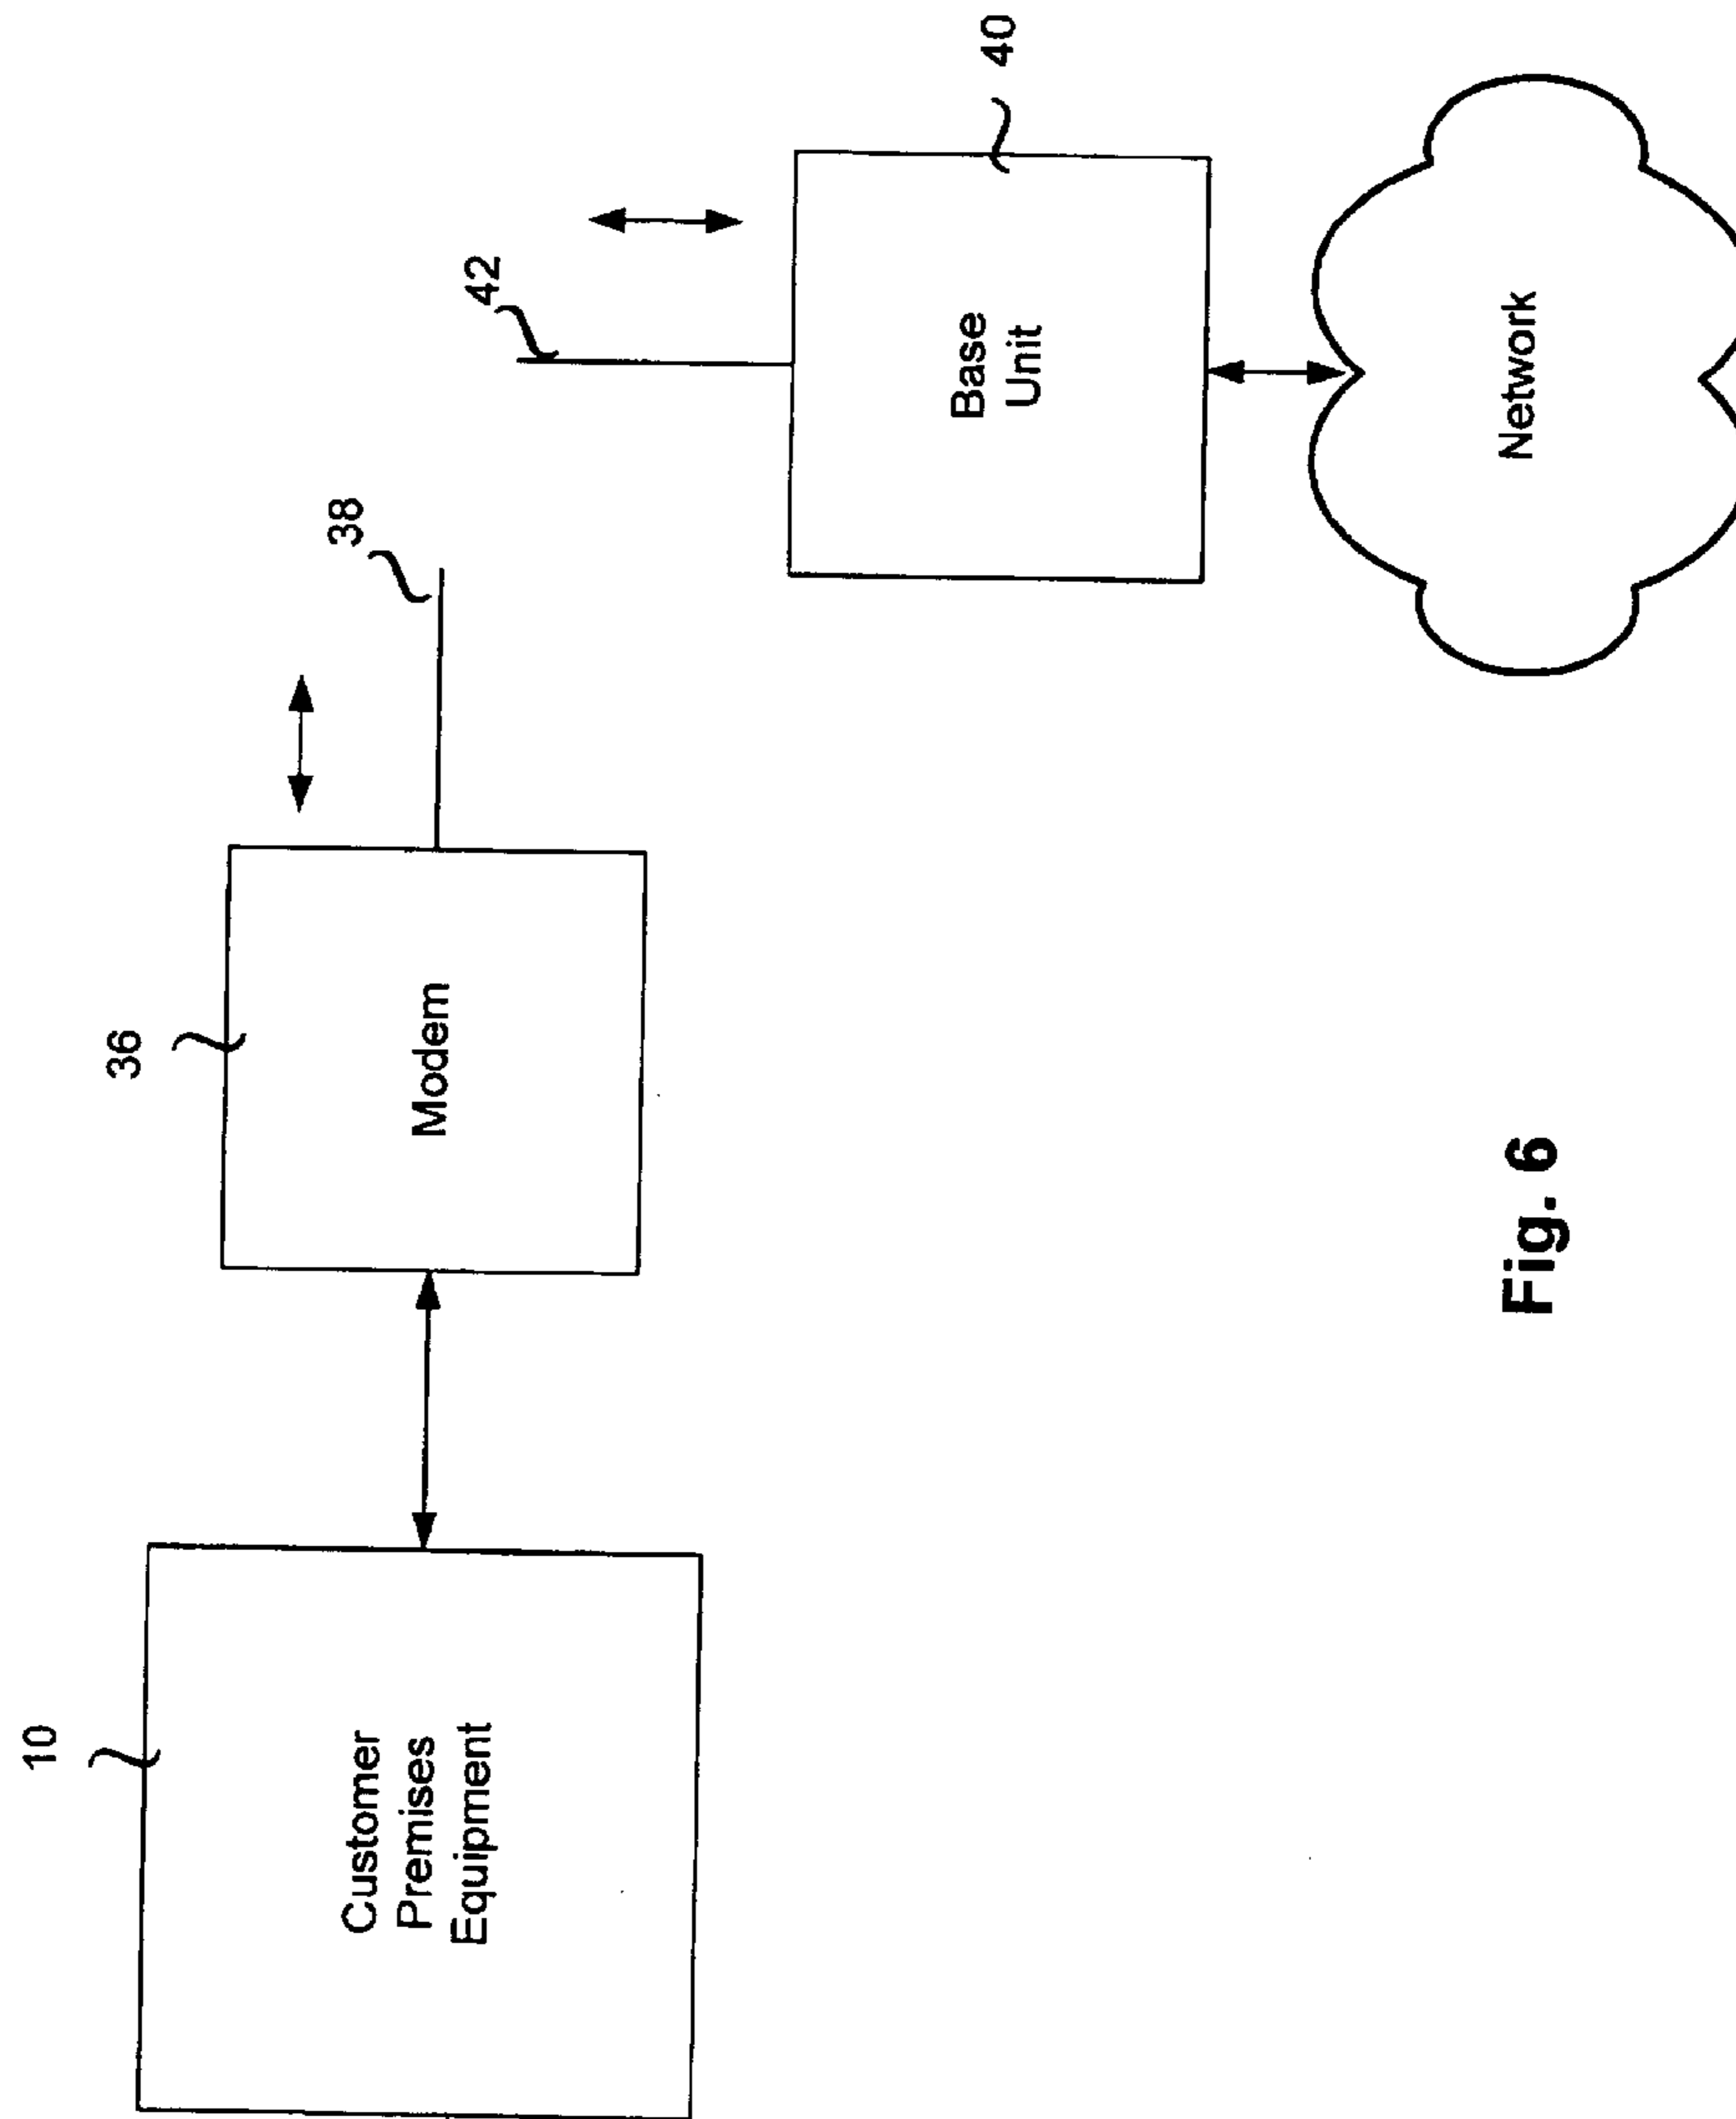 10
Customer
Premises
Equipment
36
Modem
38
42
40
Base
Unit
Network
Fig. 6